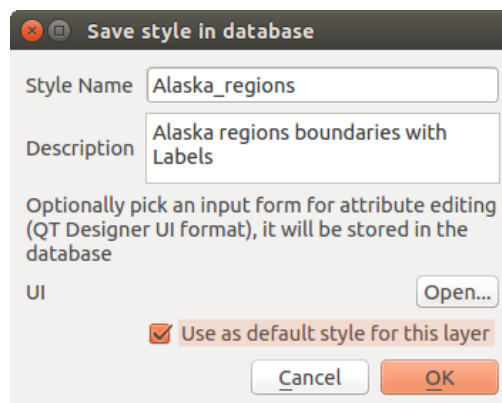 Save style in database
Style Name Alaska_regions
Description Alaska regions boundaries with
Labels
Optionally pick an input form for attribute editing
(QT Designer UI format), it will be stored in the
database
UI Open...
Use as default style for this layer
Cancel OK